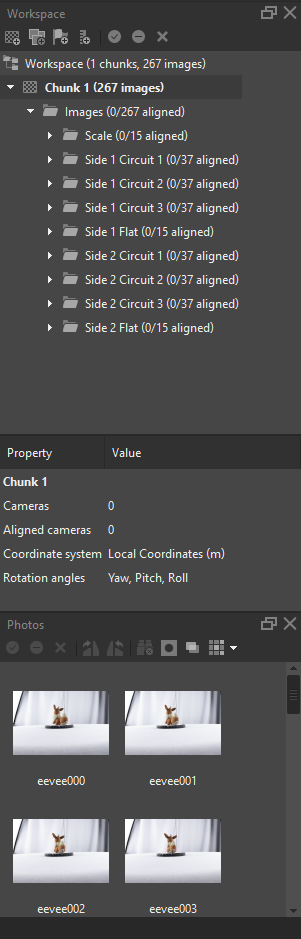 Workspace
Workspace (1 chunks, 267 images)
Chunk 1 (267 images)
Images (0/267 aligned)
Scale (0/15 aligned)
Side 1 Circuit 1 (0/37 aligned)
Side 1 Circuit 2 (0/37 aligned)
Side 1 Circuit 3 (0/37 aligned)
Side 1 Flat (0/15 aligned)
Side 2 Circuit 1 (0/37 aligned)
Side 2 Circuit 2 (0/37 aligned)
Side 2 Circuit 3 (0/37 aligned)
Side 2 Flat (0/15 aligned)
Property Value
Chunk 1
Cameras 0
Aligned cameras 0
Coordinate system Local Coordinates (m)
Rotation angles Yaw, Pitch, Roll
Photos
eevee000 eevee001
eevee002 eevee003